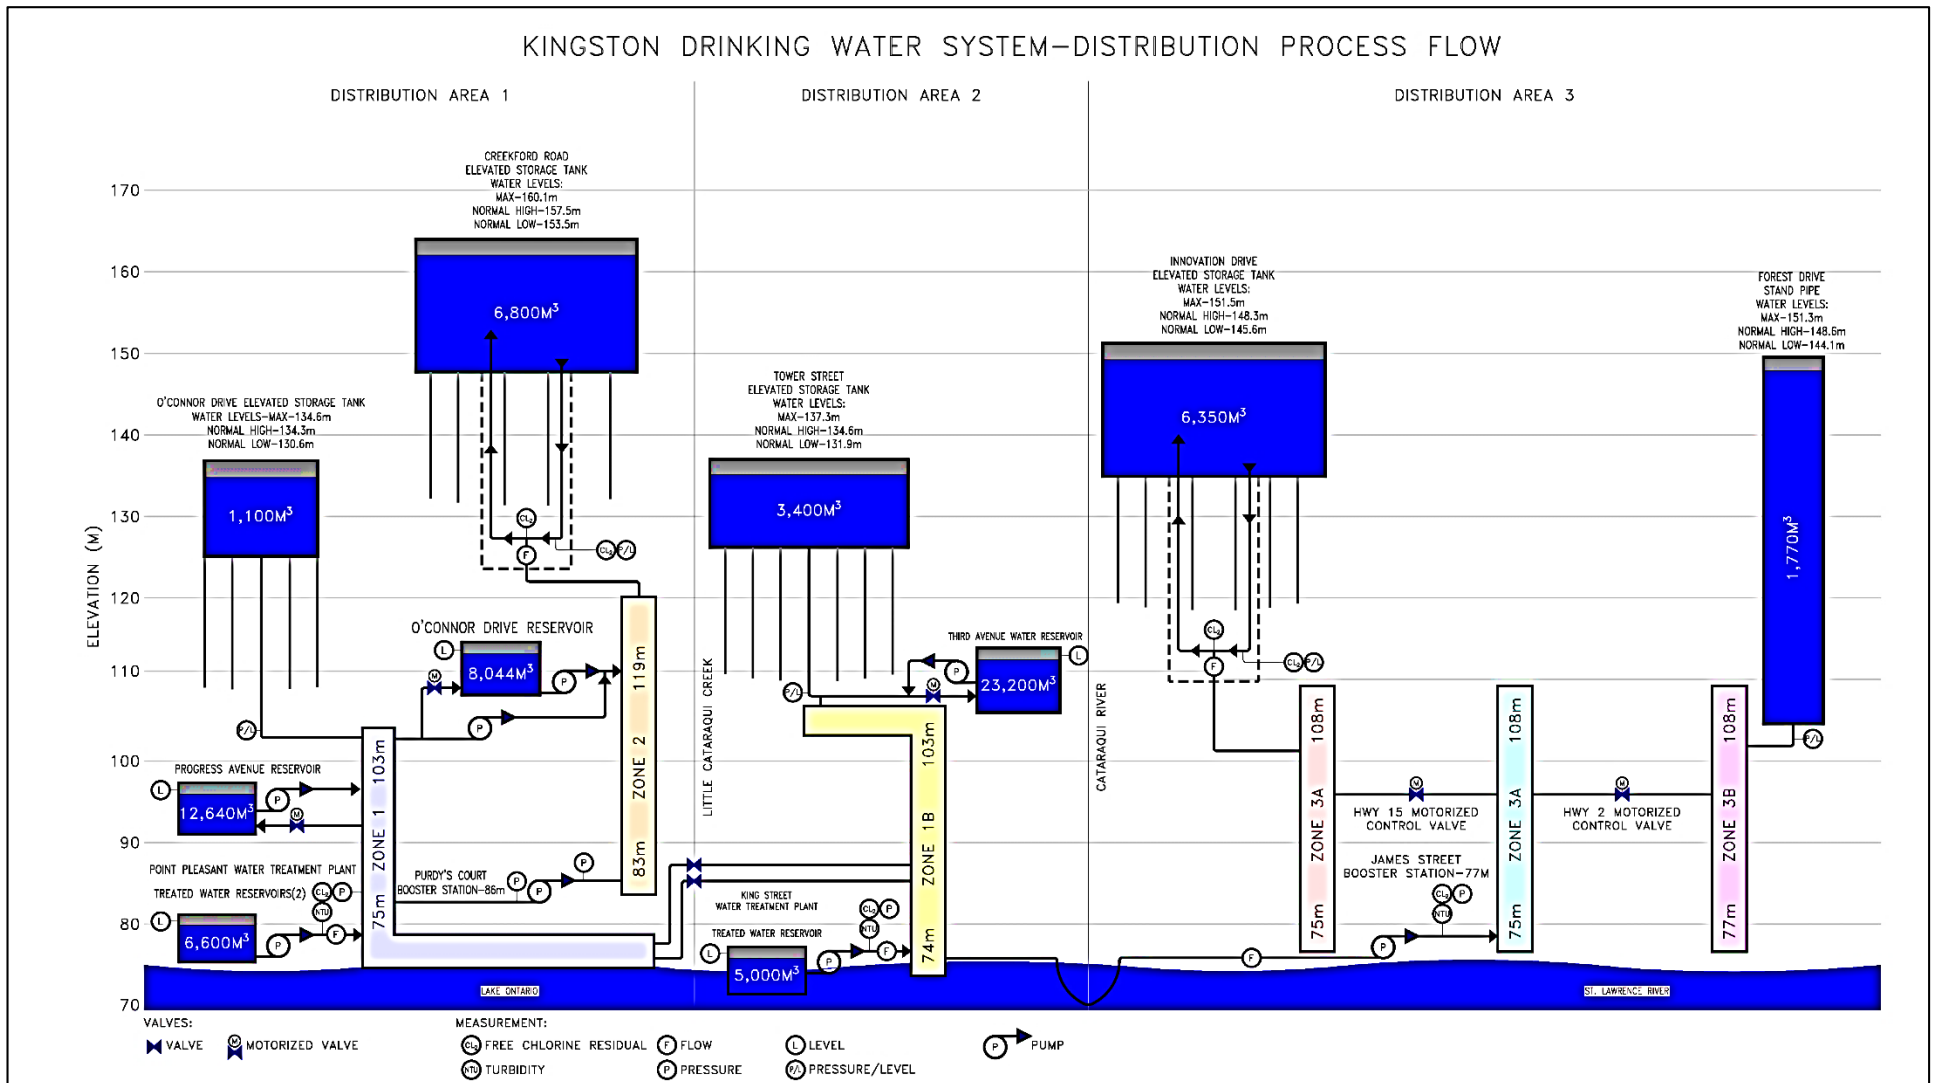 KINGSTON DRINKING WATER SYSTEM-DISTRIBUTION PROCESS FLOW
DISTRIBUTION AREA 1
DISTRIBUTION AREA 2
DISTRIBUTION AREA 3
ELEVATION (M)
170
160
150
140
130
120
110
100
90
80
70
CREEKFORD ROAD
ELEVATED STORAGE TANK
WATER LEVELS:
MAX-160.1m
NORMAL HIGH-157.5m
NORMAL LOW-153.5m
6,800M³
CL₂
F
CL₂
P/L
O'CONNOR DRIVE ELEVATED STORAGE TANK
WATER LEVELS-MAX-134.6m
NORMAL HIGH-134.3m
NORMAL LOW-130.6m
1,100M³
P/L
O'CONNOR DRIVE RESERVOIR
L
8,044M³
M
P
P
PROGRESS AVENUE RESERVOIR
L
12,640M³
P
M
POINT PLEASANT WATER TREATMENT PLANT
TREATED WATER RESERVOIRS(2)
CL₂
P
NTU
L
6,600M³
P
F
75m ZONE 1 103m
PURDY'S COURT
BOOSTER STATION-86m
P
P
P
83m ZONE 2 119m
LITTLE CATARAQUI CREEK
TOWER STREET
ELEVATED STORAGE TANK
WATER LEVELS:
MAX-137.3m
NORMAL HIGH-134.6m
NORMAL LOW-131.9m
3,400M³
P/L
THIRD AVENUE WATER RESERVOIR
L
P
M
23,200M³
KING STREET
WATER TREATMENT PLANT
TREATED WATER RESERVOIR
CL₂
P
NTU
L
5,000M³
P
F
74m ZONE 1B 103m
CATARAQUI RIVER
INNOVATION DRIVE
ELEVATED STORAGE TANK
WATER LEVELS:
MAX-151.5m
NORMAL HIGH-148.3m
NORMAL LOW-145.6m
6,350M³
CL₂
F
CL₂
P/L
75m ZONE 3A 108m
M
HWY 15 MOTORIZED
CONTROL VALVE
JAMES STREET
BOOSTER STATION-77M
CL₂
P
NTU
F
P
75m ZONE 3A 108m
M
HWY 2 MOTORIZED
CONTROL VALVE
77m ZONE 3B 108m
FOREST DRIVE
STAND PIPE
WATER LEVELS:
MAX-151.3m
NORMAL HIGH-148.6m
NORMAL LOW-144.1m
1,770M³
P/L
LAKE ONTARIO
ST. LAWRENCE RIVER
VALVES:
VALVE
M MOTORIZED VALVE
MEASUREMENT:
CL₂ FREE CHLORINE RESIDUAL
F FLOW
L LEVEL
P PUMP
NTU TURBIDITY
P PRESSURE
P/L PRESSURE/LEVEL